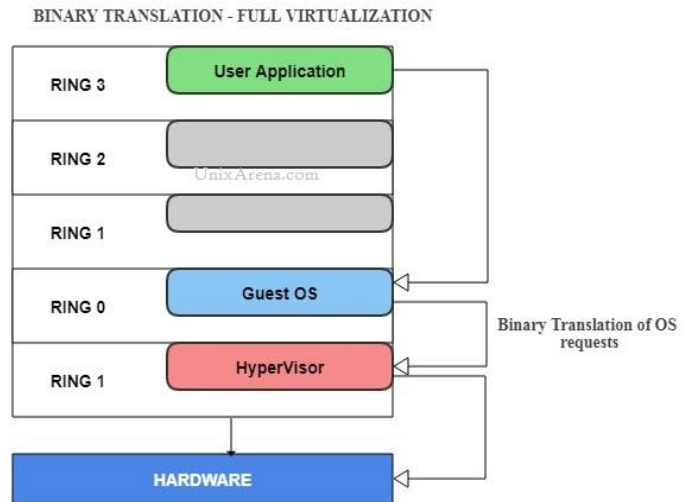 BINARY TRANSLATION - FULL VIRTUALIZATION
RING 3
User Application
RING 2
UnixArena.com
RING 1
RING 0
Guest OS
Binary Translation of OS
requests
RING 1
HyperVisor
HARDWARE